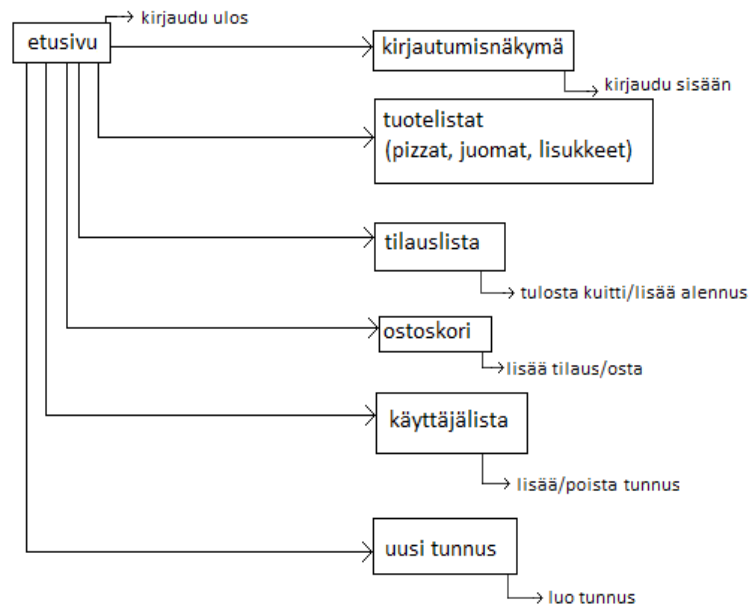 kirjaudu ulos
etusivu
kirjautumisnäkymä
kirjaudu sisään
tuotelistat
(pizzat, juomat, lisukkeet)
tilauslista
tulosta kuitti/lisää alennus
ostoskori
lisää tilaus/osta
käyttäjälista
lisää/poista tunnus
uusi tunnus
luo tunnus